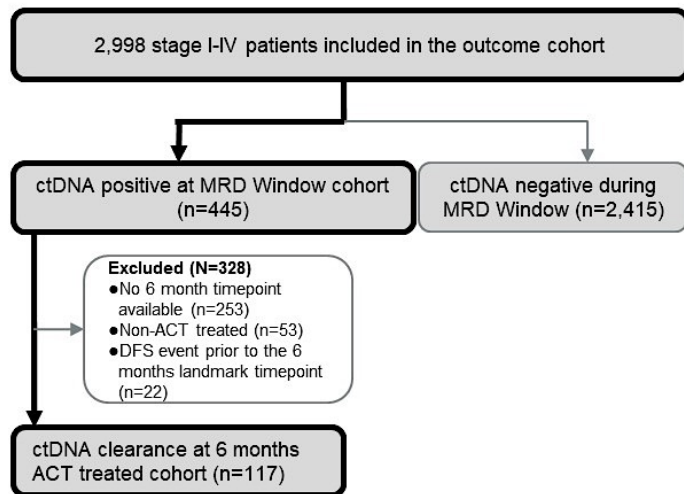 2,998 stage I-IV patients included in the outcome cohort
ctDNA positive at MRD Window cohort
(n=445)
ctDNA negative during
MRD Window (n=2,415)
Excluded (N=328)
●No 6 month timepoint
available (n=253)
●Non-ACT treated (n=53)
●DFS event prior to the 6
months landmark timepoint
(n=22)
ctDNA clearance at 6 months
ACT treated cohort (n=117)